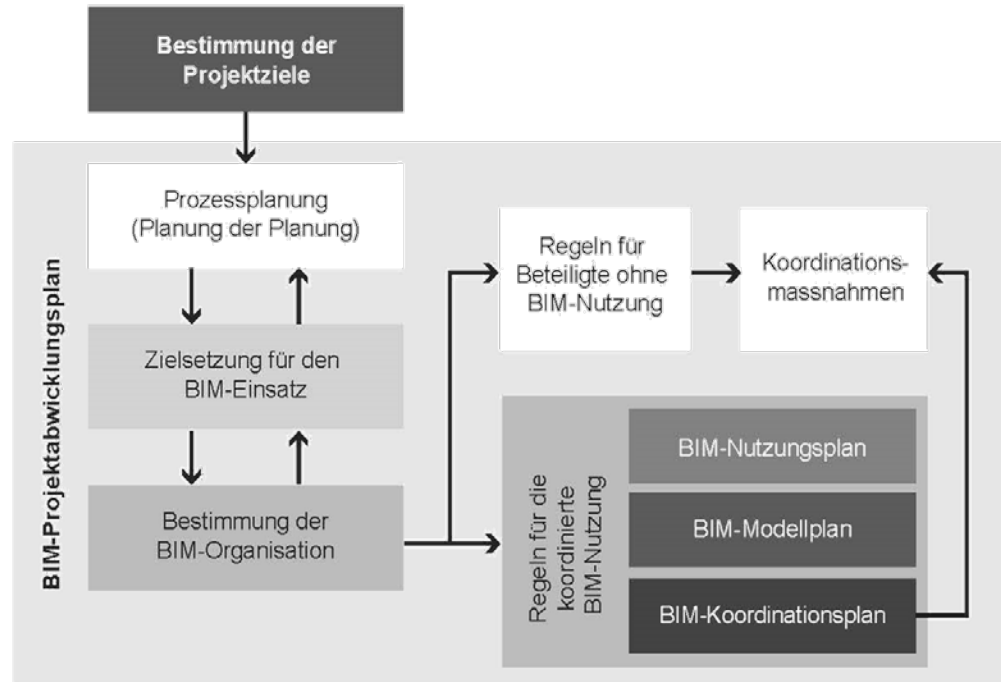 Bestimmung der
Projektziele
BIM-Projektabwicklungsplan
Prozessplanung
(Planung der Planung)
Zielsetzung für den
BIM-Einsatz
Bestimmung der
BIM-Organisation
Regeln für
Beteiligte ohne
BIM-Nutzung
Koordinations-
massnahmen
Regeln für die
koordinierte
BIM-Nutzung
BIM-Nutzungsplan
BIM-Modellplan
BIM-Koordinationsplan